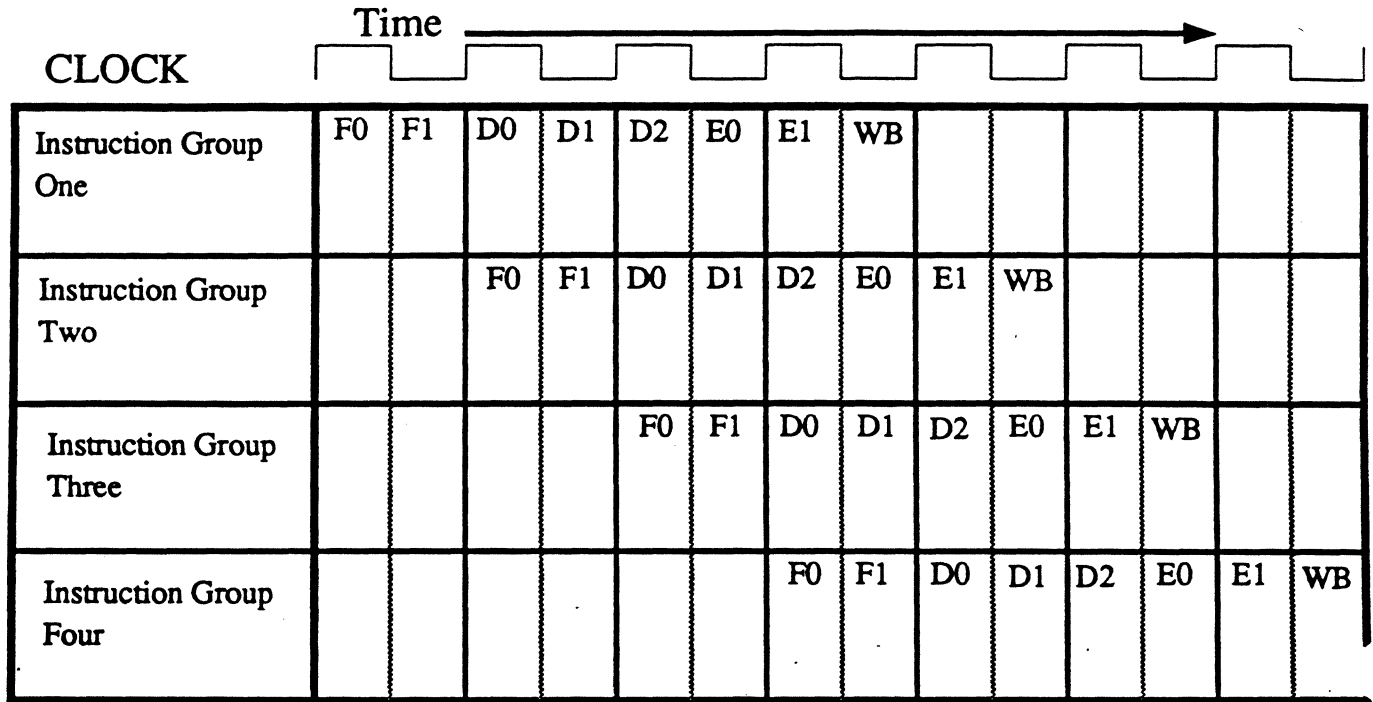 Time
CLOCK
Instruction Group F0 F1 D0 D1 D2 E0 E1 WB
One
Instruction Group F0 F1 D0 D1 D2 E0 E1 WB
Two
Instruction Group F0 F1 D0 D1 D2 E0 E1 WB
Three
Instruction Group F0 F1 D0 D1 D2 E0 E1 WB
Four